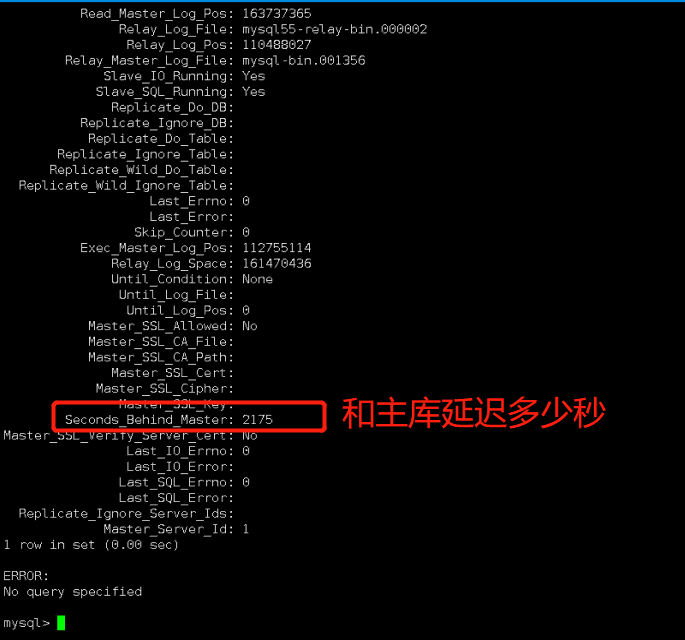 Read_Master_Log_Pos: 163737365
Relay_Log_File: mysql55-relay-bin.000002
Relay_Log_Pos: 110488027
Relay_Master_Log_File: mysql-bin.001356
Slave_IO_Running: Yes
Slave_SQL_Running: Yes
Replicate_Do_DB:
Replicate_Ignore_DB:
Replicate_Do_Table:
Replicate_Ignore_Table:
Replicate_Wild_Do_Table:
Replicate_Wild_Ignore_Table:
Last_Errno: 0
Last_Error:
Skip_Counter: 0
Exec_Master_Log_Pos: 112755114
Relay_Log_Space: 161470436
Until_Condition: None
Until_Log_File:
Until_Log_Pos: 0
Master_SSL_Allowed: No
Master_SSL_CA_File:
Master_SSL_CA_Path:
Master_SSL_Cert:
Master_SSL_Cipher:
Master_SSL_Key:
Seconds_Behind_Master: 2175 和主库延迟多少秒
Master_SSL_Verify_Server_Cert: No
Last_IO_Errno: 0
Last_IO_Error:
Last_SQL_Errno: 0
Last_SQL_Error:
Replicate_Ignore_Server_Ids:
Master_Server_Id: 1
1 row in set (0.00 sec)
ERROR:
No query specified
mysql>